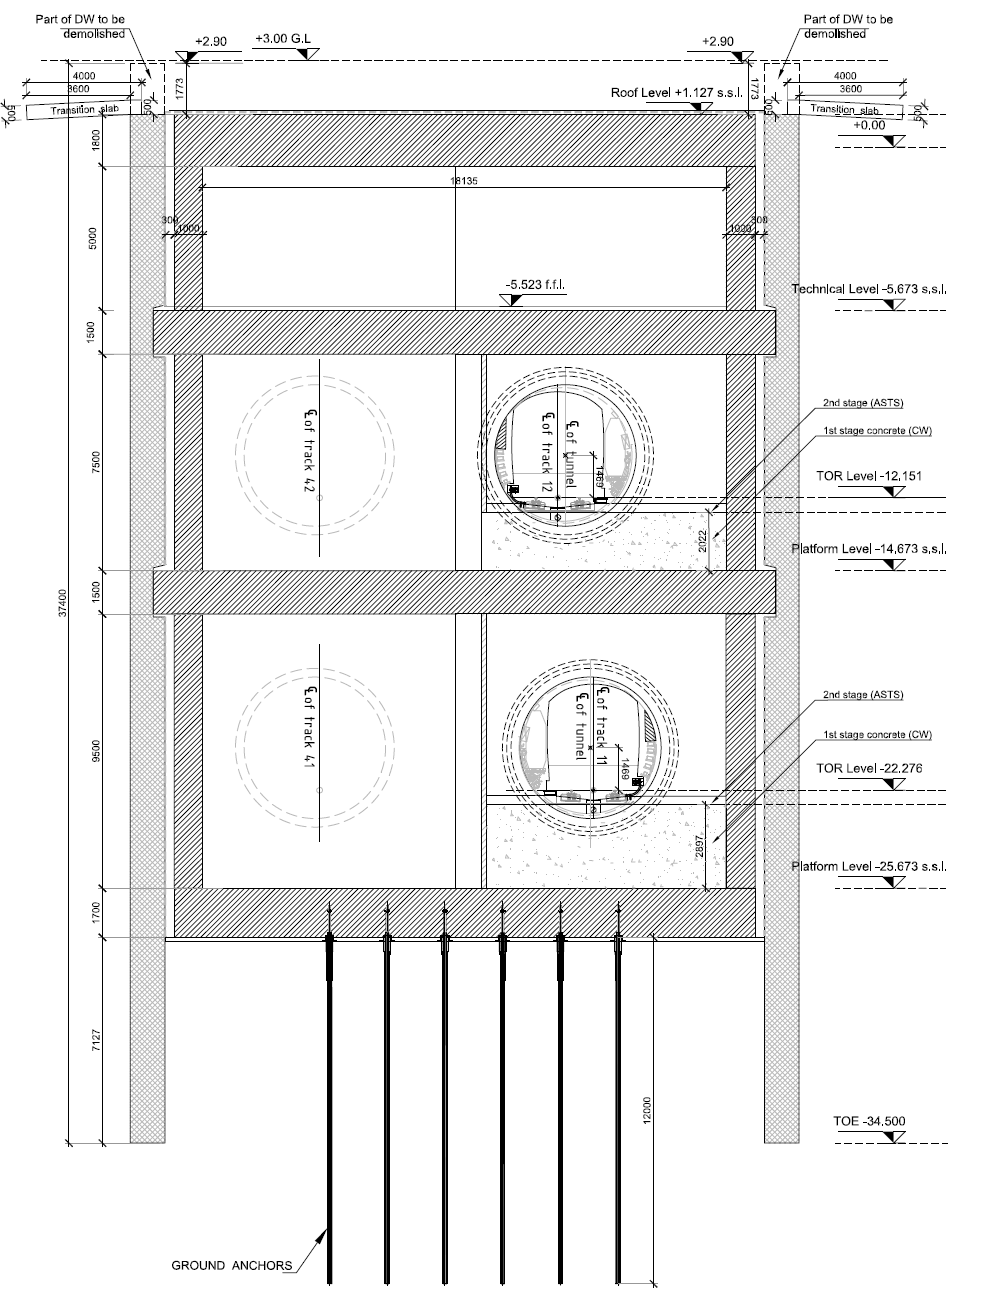 Part of DW to be
demolished
+2.90
+3.00 G.L
+2.90
Part of DW to be
demolished
4000
3600
4000
3600
1773
1773
Roof Level +1.127 s.s.l.
500
Transition slab
500
500
Transition slab
500
+0,00
1800
18135
300
1000
1000
300
5000
-5.523 f.f.l.
Technical Level -5,673 s.s.l.
1500
2nd stage (ASTS)
1st stage concrete (CW)
℄ of track 42
℄ of track 12
℄ of tunnel
1469
7500
TOR Level -12,151
2022
Platform Level -14,673 s.s.l.
1500
37400
2nd stage (ASTS)
1st stage concrete (CW)
℄ of track 41
℄ of tunnel
℄ of track 11
1469
9500
TOR Level -22.276
2897
Platform Level -25.673 s.s.l.
1700
7127
12000
TOE -34.500
GROUND ANCHORS